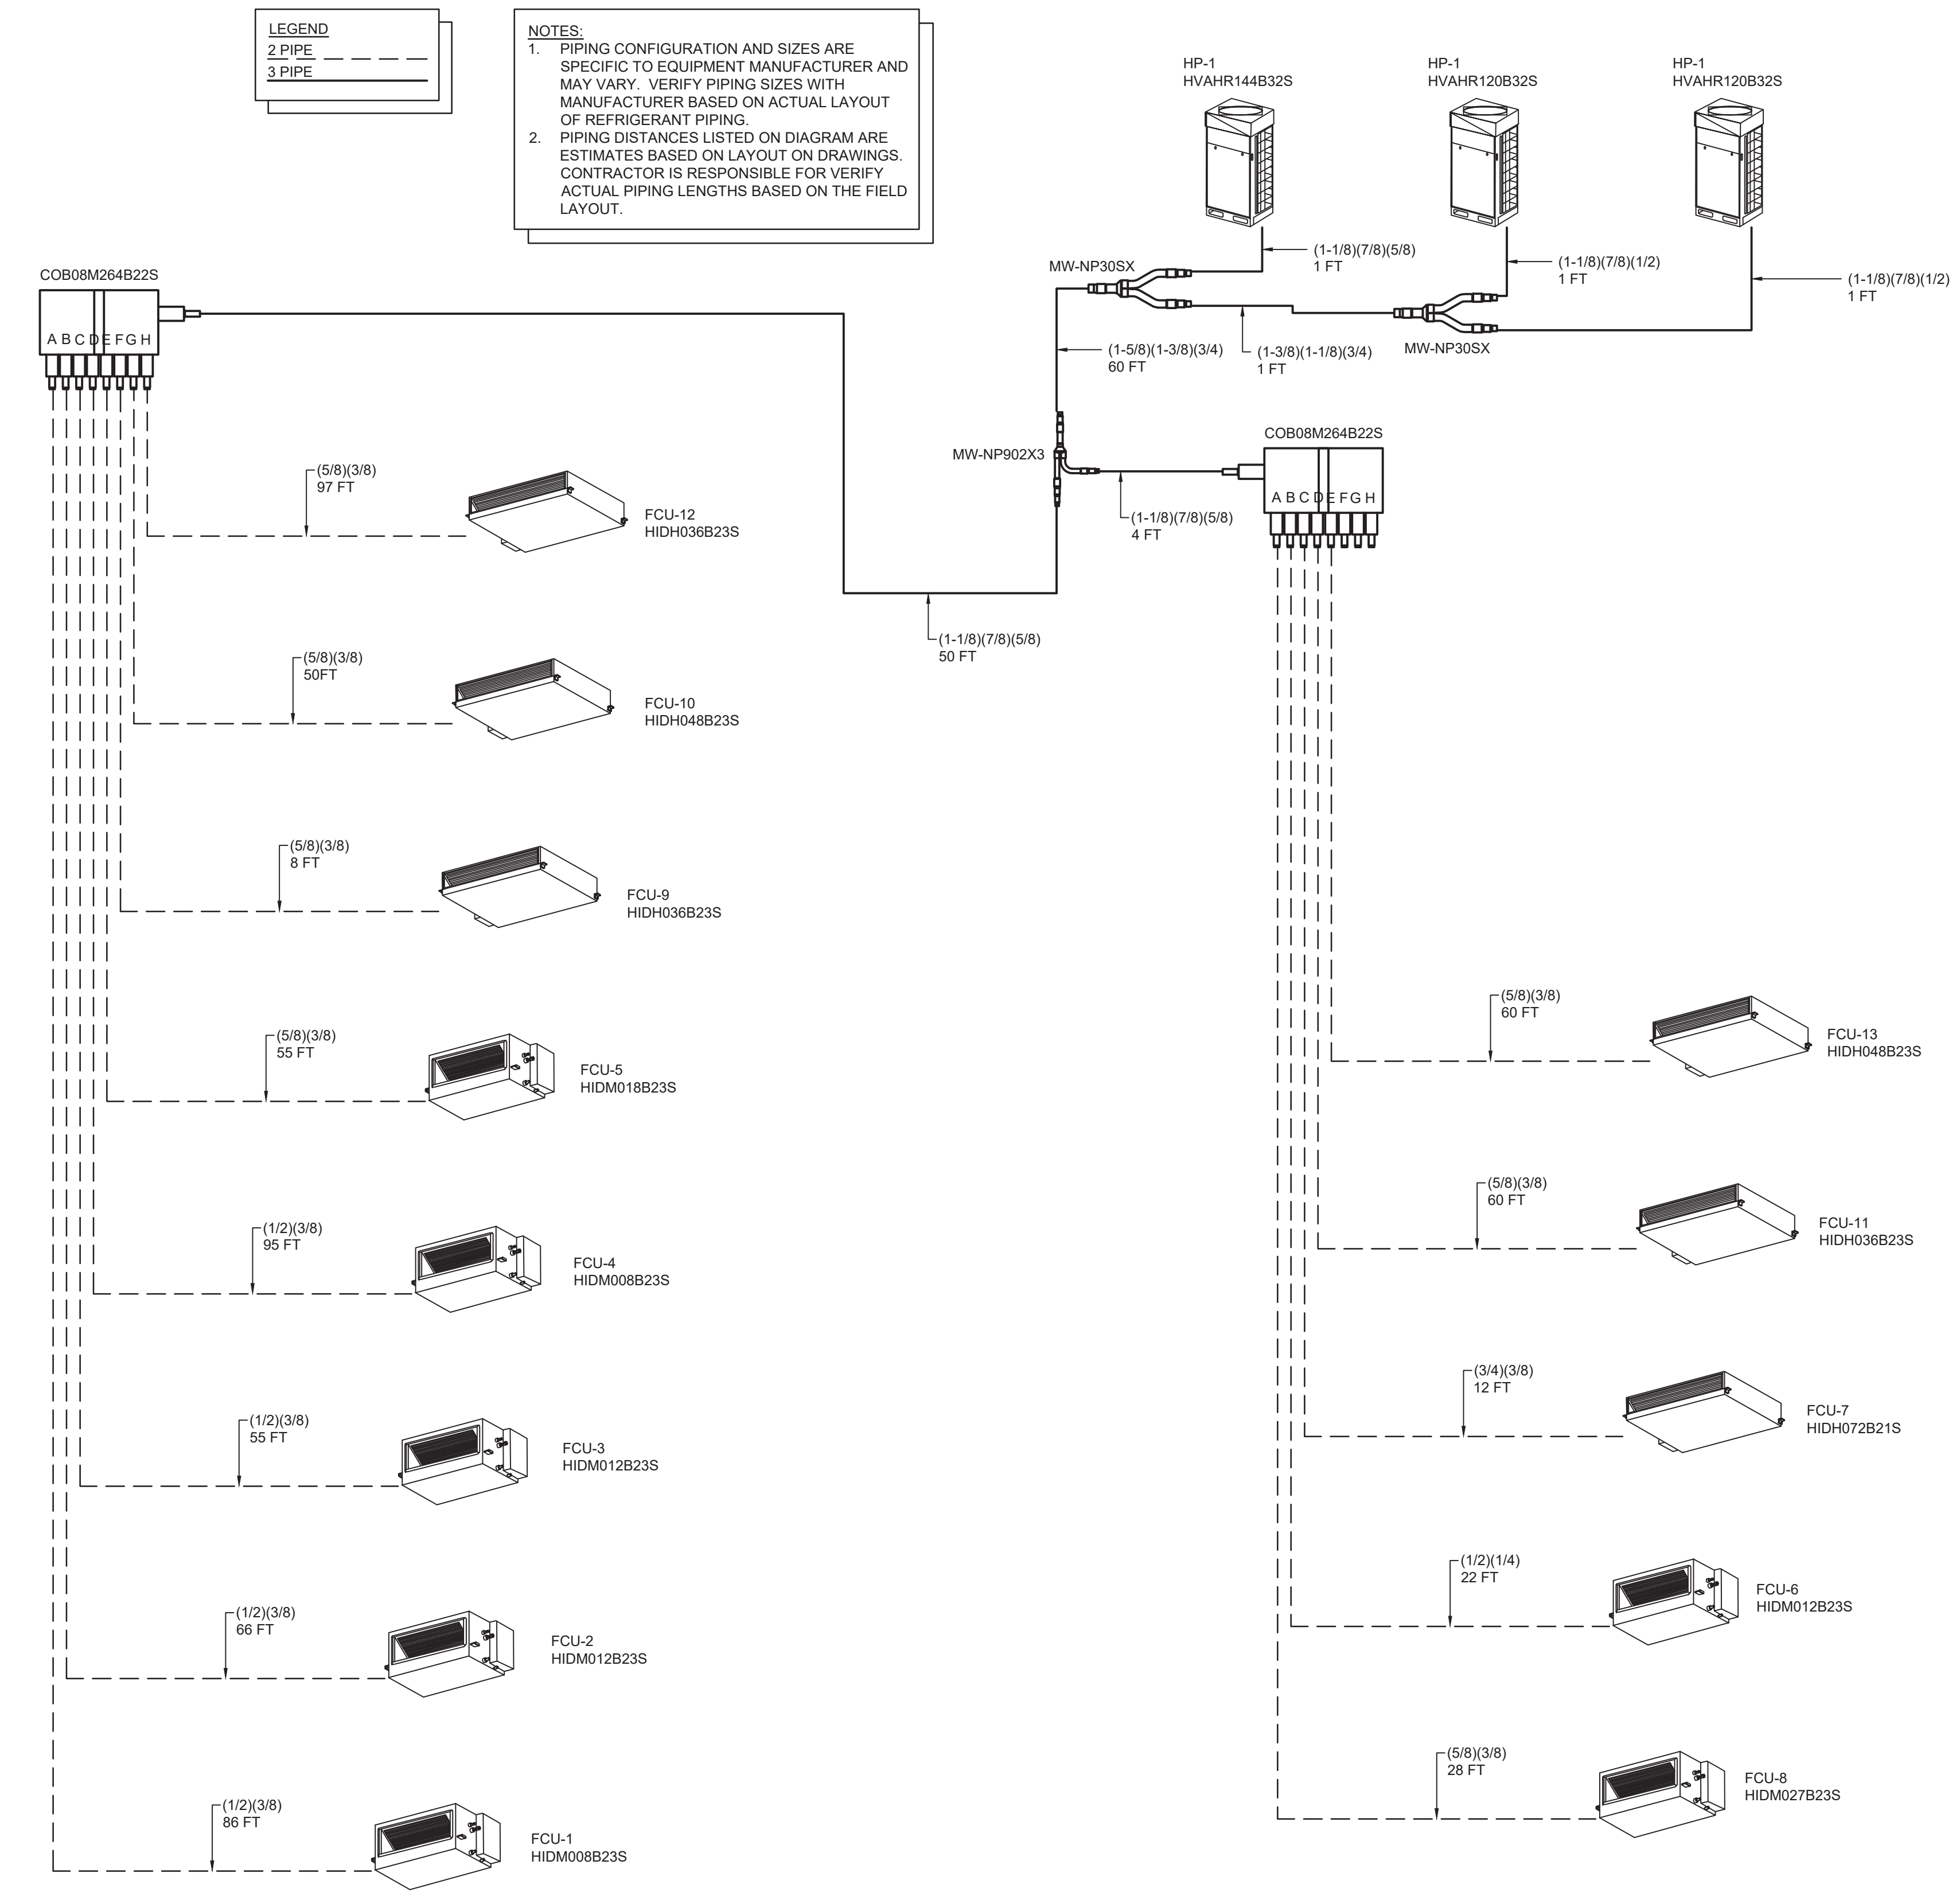 LEGEND
2 PIPE
3 PIPE
NOTES:
1. PIPING CONFIGURATION AND SIZES ARE
SPECIFIC TO EQUIPMENT MANUFACTURER AND
MAY VARY. VERIFY PIPING SIZES WITH
MANUFACTURER BASED ON ACTUAL LAYOUT
OF REFRIGERANT PIPING.
2. PIPING DISTANCES LISTED ON DIAGRAM ARE
ESTIMATES BASED ON LAYOUT ON DRAWINGS.
CONTRACTOR IS RESPONSIBLE FOR VERIFY
ACTUAL PIPING LENGTHS BASED ON THE FIELD
LAYOUT.
HP-1
HVAHR144B32S
HP-1
HVAHR120B32S
HP-1
HVAHR120B32S
(1-1/8)(7/8)(5/8)
1 FT
(1-1/8)(7/8)(1/2)
1 FT
(1-1/8)(7/8)(1/2)
1 FT
MW-NP30SX
MW-NP30SX
(1-5/8)(1-3/8)(3/4)
60 FT
(1-3/8)(1-1/8)(3/4)
1 FT
COB08M264B22S
A B C D E F G H
MW-NP902X3
(1-1/8)(7/8)(5/8)
4 FT
COB08M264B22S
A B C D E F G H
(1-1/8)(7/8)(5/8)
50 FT
(5/8)(3/8)
97 FT
FCU-12
HIDH036B23S
(5/8)(3/8)
50FT
FCU-10
HIDH048B23S
(5/8)(3/8)
8 FT
FCU-9
HIDH036B23S
(5/8)(3/8)
55 FT
FCU-5
HIDM018B23S
(1/2)(3/8)
95 FT
FCU-4
HIDM008B23S
(1/2)(3/8)
55 FT
FCU-3
HIDM012B23S
(1/2)(3/8)
66 FT
FCU-2
HIDM012B23S
(1/2)(3/8)
86 FT
FCU-1
HIDM008B23S
(5/8)(3/8)
60 FT
FCU-13
HIDH048B23S
(5/8)(3/8)
60 FT
FCU-11
HIDH036B23S
(3/4)(3/8)
12 FT
FCU-7
HIDH072B21S
(1/2)(1/4)
22 FT
FCU-6
HIDM012B23S
(5/8)(3/8)
28 FT
FCU-8
HIDM027B23S